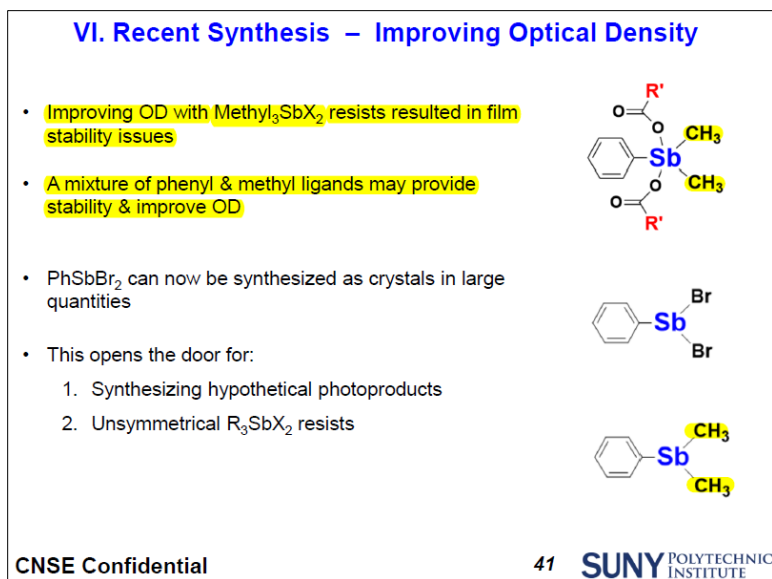 VI. Recent Synthesis – Improving Optical Density
• Improving OD with Methyl₃SbX₂ resists resulted in film
stability issues
• A mixture of phenyl & methyl ligands may provide
stability & improve OD
• PhSbBr₂ can now be synthesized as crystals in large
quantities
• This opens the door for:
1. Synthesizing hypothetical photoproducts
2. Unsymmetrical R₃SbX₂ resists
R'
O
O
CH₃
Sb
CH₃
O
O
R'
Br
Sb
Br
CH₃
Sb
CH₃
CNSE Confidential
41
SUNY POLYTECHNIC
INSTITUTE